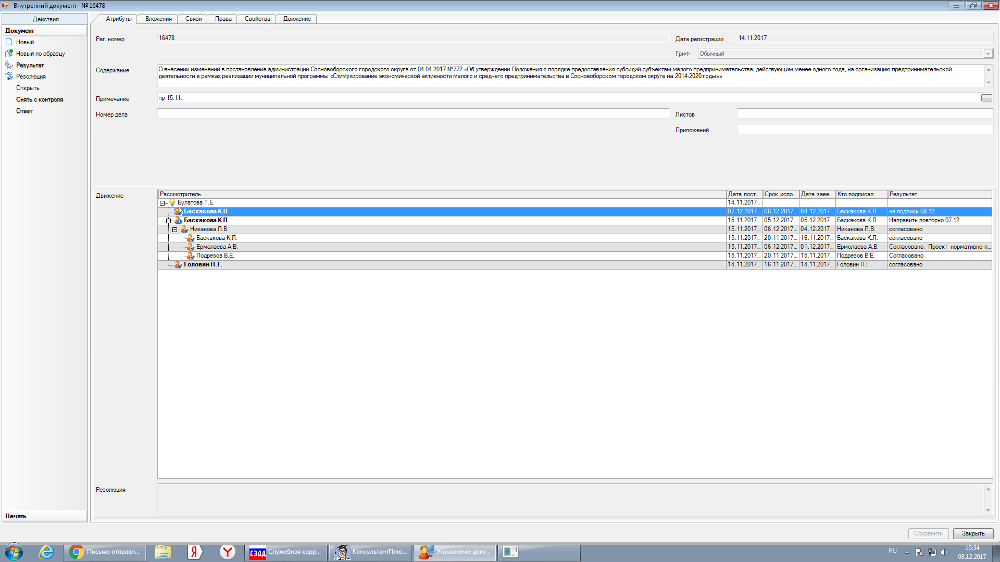 Внутренний документ № 16478
Действия
Документ
Новый
Новый по образцу
Результат
Резолюция
Открыть
Снять с контроля
Ответ
Печать
Атрибуты Вложения Связи Права Свойства Движение
Рег. номер 16478 Дата регистрации 14.11.2017
Гриф Обычный
Содержание
О внесении изменений в постановление администрации Сосновоборского городского округа от 04.04.2017 №772 «Об утверждении Положения о порядке предоставления субсидий субъектам малого предпринимательства, действующим менее одного года, на организацию предпринимательской
деятельности в рамках реализации муниципальной программы «Стимулирование экономической активности малого и среднего предпринимательства в Сосновоборском городском округе на 2014-2020 годы»»
Примечание пр 15.11. ...
Номер дела Листов
Приложений
Движение
Рассмотритель Дата пост... Срок испо... Дата заве... Кто подписал Результат
Булатова Т.Е. 14.11.2017...
Баскакова К.Л. 07.12.2017... 08.12.2017... 08.12.2017... Баскакова К.Л. на подпись 08.12.
Баскакова К.Л. 15.11.2017... 05.12.2017... 05.12.2017... Баскакова К.Л. Направить повторно 07.12.
Никанова Л.В. 15.11.2017... 06.12.2017... 04.12.2017... Никанова Л.В. согласовано
Баскакова К.Л. 15.11.2017... 20.11.2017... 16.11.2017... Баскакова К.Л. согласовано
Ермолаева А.В. 15.11.2017... 06.12.2017... 01.12.2017... Ермолаева А.В. Согласовано. Проект нормативно-п...
Подрезов В.Е. 15.11.2017... 20.11.2017... 15.11.2017... Подрезов В.Е. Согласовано
Головин П.Г. 14.11.2017... 16.11.2017... 14.11.2017... Головин П.Г. согласовано
Резолюция
Сохранить Закрыть
Письмо отправл... Я Y СЭДД Служебная корр... КонсультантПлю... Управление доку... RU 10:34
08.12.2017